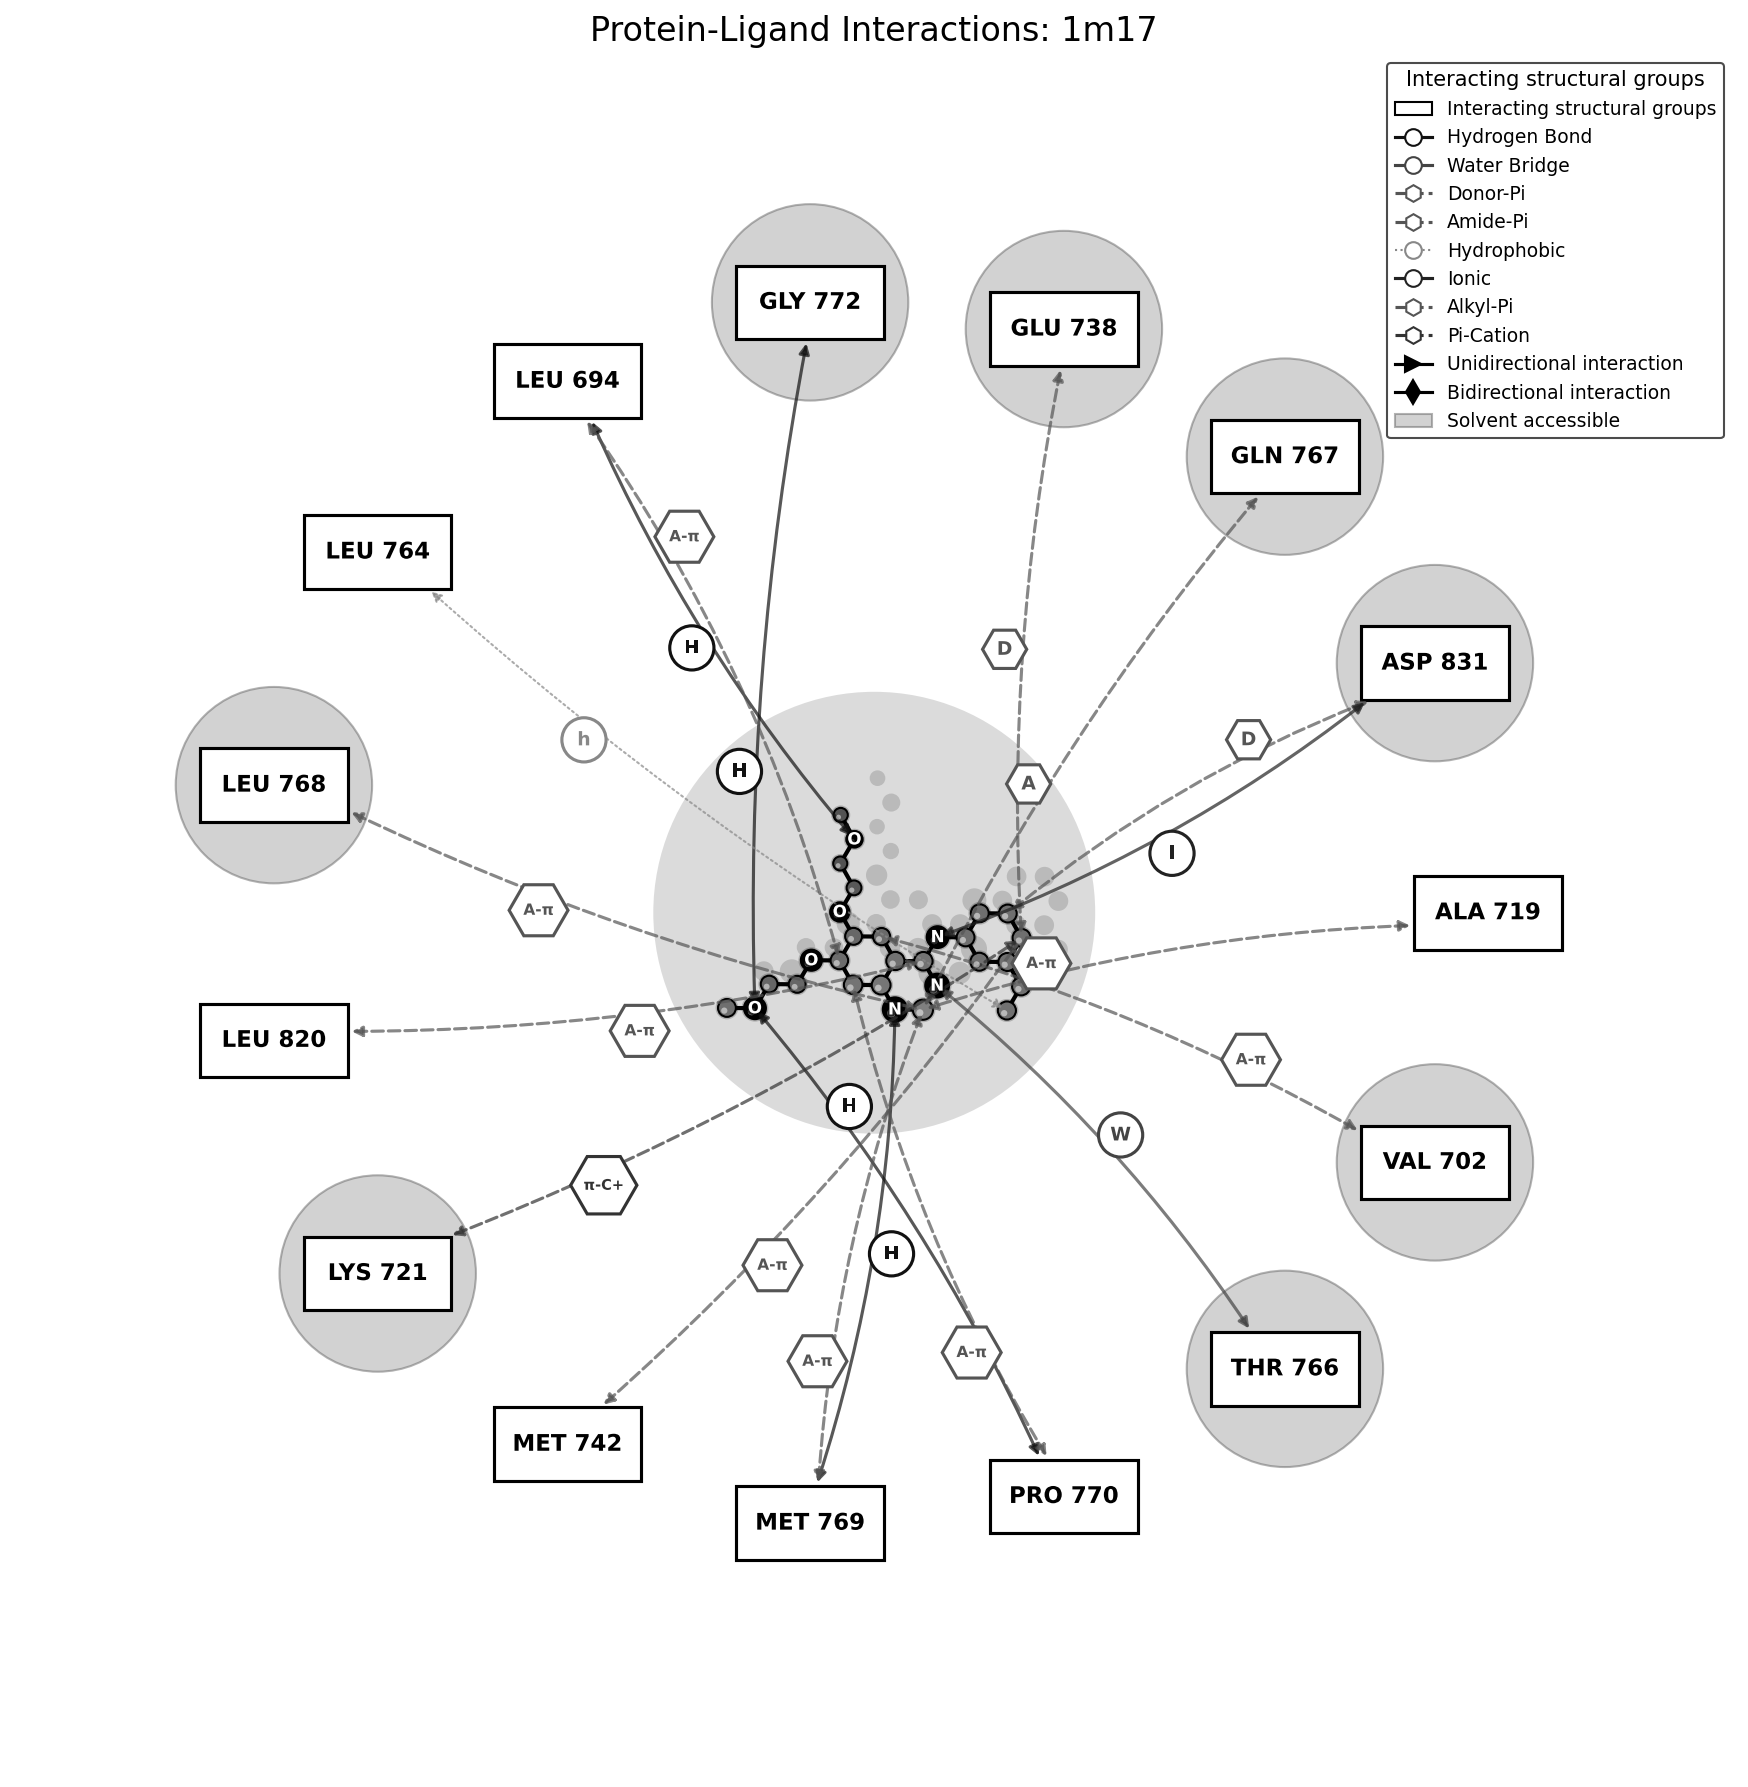 Protein-Ligand Interactions: 1m17
Interacting structural groups
Interacting structural groups
Hydrogen Bond
Water Bridge
Donor-Pi
Amide-Pi
Hydrophobic
Ionic
Alkyl-Pi
Pi-Cation
Unidirectional interaction
Bidirectional interaction
Solvent accessible
GLY 772
GLU 738
LEU 694
GLN 767
A-π
LEU 764
H
D
ASP 831
h
D
LEU 768
H
A
O
I
A-π
O
ALA 719
N
O
A-π
N
O
N
LEU 820
A-π
A-π
H
W
VAL 702
π-C+
LYS 721
H
A-π
A-π
A-π
THR 766
MET 742
PRO 770
MET 769